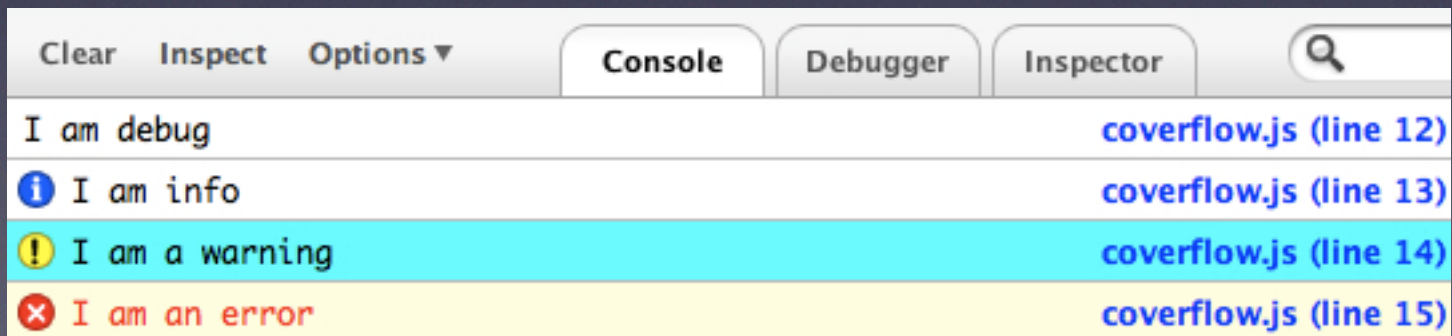 Clear Inspect Options ▼ Console Debugger Inspector
I am debug coverflow.js (line 12)
I am info coverflow.js (line 13)
I am a warning coverflow.js (line 14)
I am an error coverflow.js (line 15)